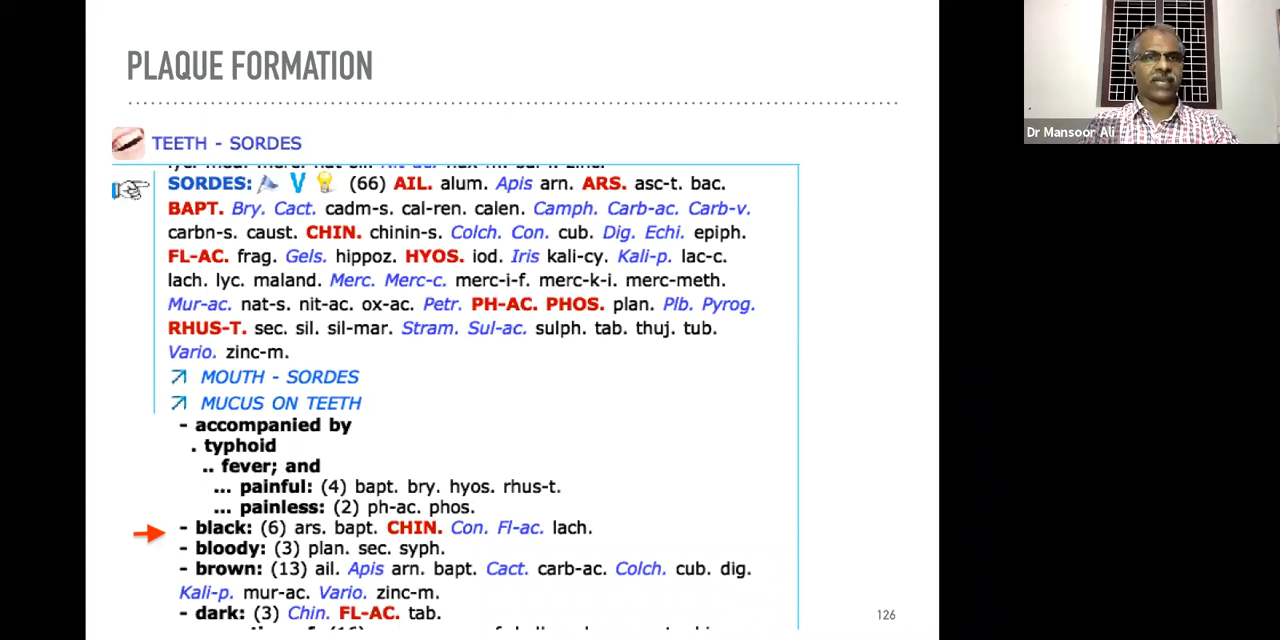 PLAQUE FORMATION
TEETH - SORDES
SORDES: V (66) AIL. alum. Apis arn. ARS. asc-t. bac.
BAPT. Bry. Cact. cadm-s. cal-ren. calen. Camph. Carb-ac. Carb-v.
carbn-s. caust. CHIN. chinin-s. Colch. Con. cub. Dig. Echi. epiph.
FL-AC. frag. Gels. hippoz. HYOS. iod. Iris kali-cy. Kali-p. lac-c.
lach. lyc. maland. Merc. Merc-c. merc-i-f. merc-k-i. merc-meth.
Mur-ac. nat-s. nit-ac. ox-ac. Petr. PH-AC. PHOS. plan. Plb. Pyrog.
RHUS-T. sec. sil. sil-mar. Stram. Sul-ac. sulph. tab. thuj. tub.
Vario. zinc-m.
MOUTH - SORDES
MUCUS ON TEETH
- accompanied by
. typhoid
.. fever; and
... painful: (4) bapt. bry. hyos. rhus-t.
... painless: (2) ph-ac. phos.
- black: (6) ars. bapt. CHIN. Con. Fl-ac. lach.
- bloody: (3) plan. sec. syph.
- brown: (13) ail. Apis arn. bapt. Cact. carb-ac. Colch. cub. dig.
Kali-p. mur-ac. Vario. zinc-m.
- dark: (3) Chin. FL-AC. tab.
126
Dr Mansoor Ali